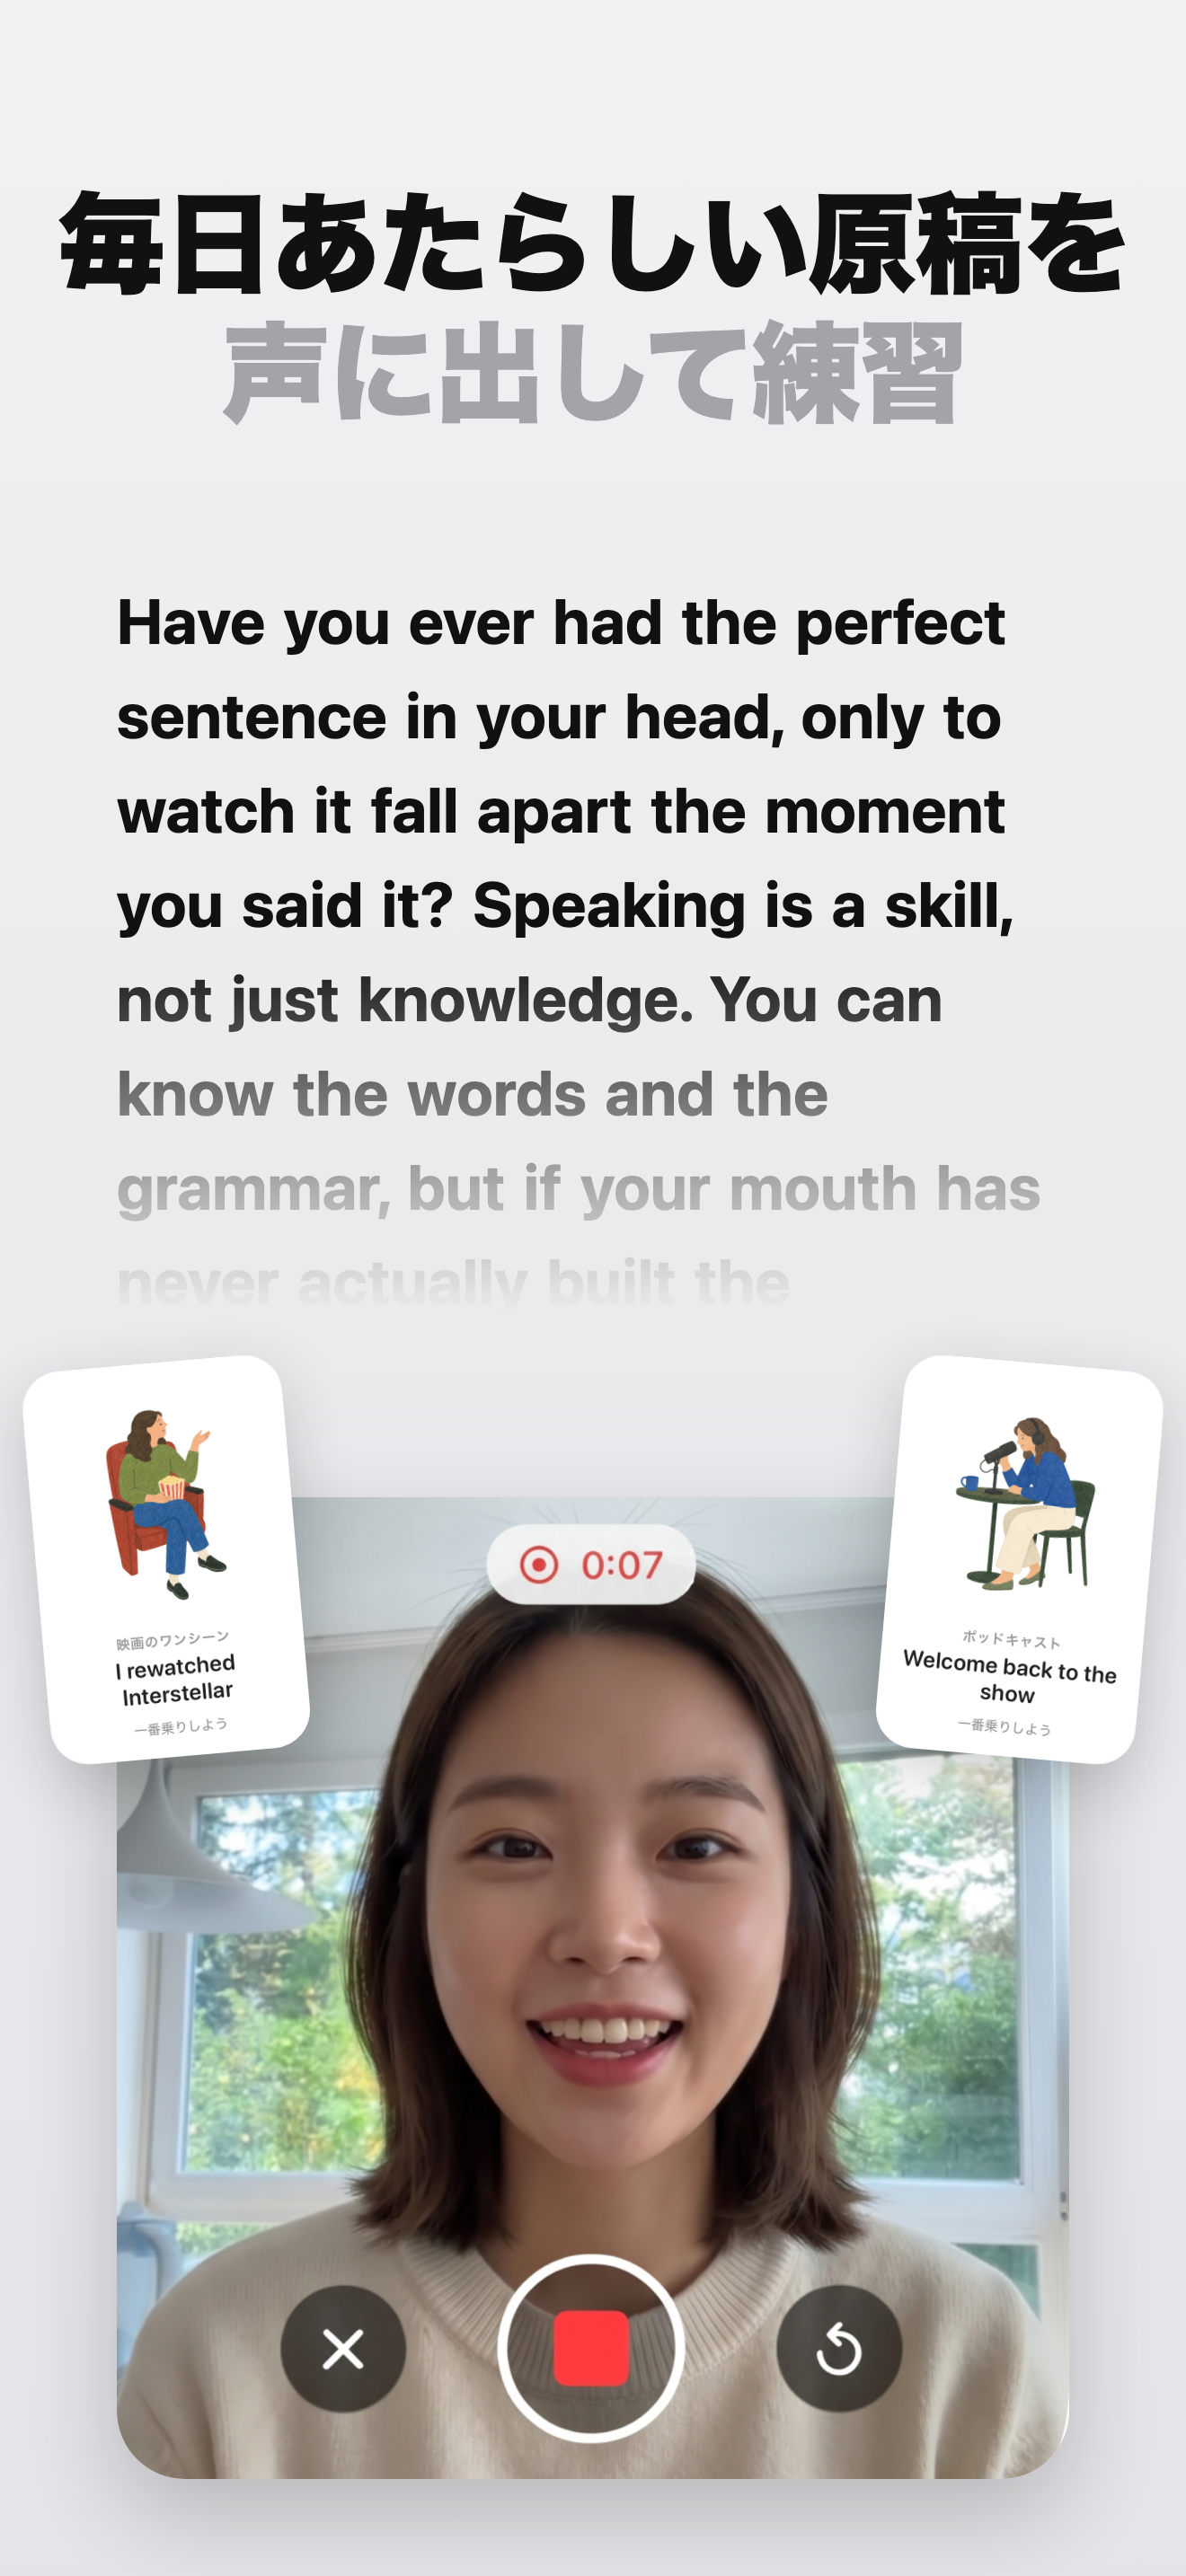 毎日あたらしい原稿を
声に出して練習
Have you ever had the perfect
sentence in your head, only to
watch it fall apart the moment
you said it? Speaking is a skill,
not just knowledge. You can
know the words and the
grammar, but if your mouth has
never actually built the
0:07
映画のワンシーン
I rewatched
Interstellar
一番乗りしよう
ポッドキャスト
Welcome back to the
show
一番乗りしよう